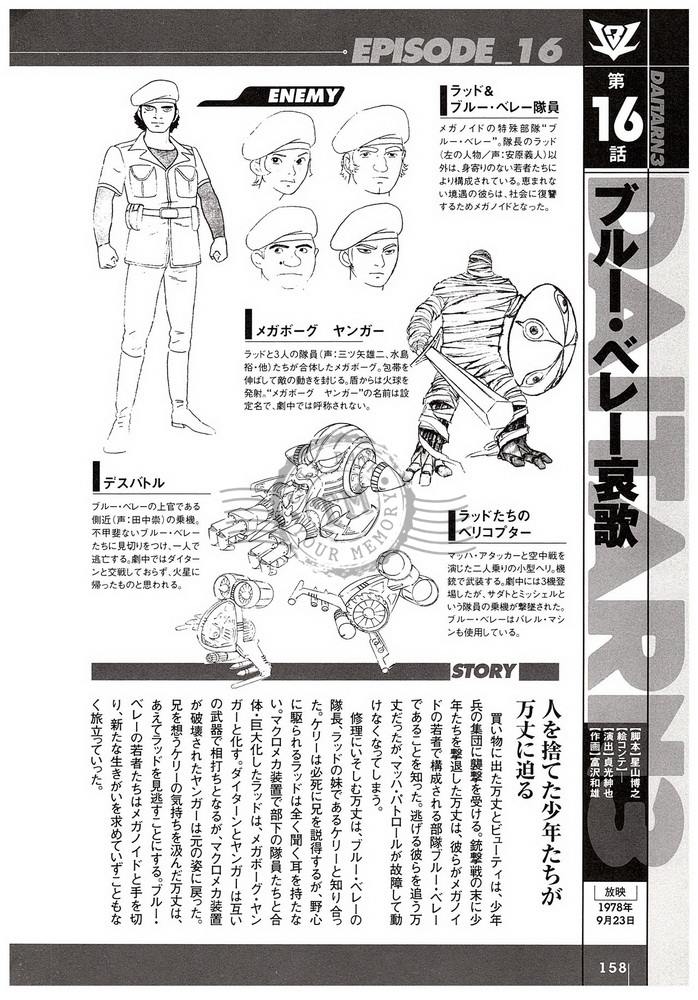 EPISODE_16
DAITARN3
第
16
話
ブルー・ベレー哀歌
DAITARN3
ENEMY
ラッド&
ブルー・ベレー隊員
メガノイドの特殊部隊“ブ
ルー・ベレー”。隊長のラッド
(左の人物/声:安原義人)以
外は、身寄りのない若者たち
により構成されている。恵まれな
い境遇の彼らは、社会に復讐
するためメガノイドとなった。
メガボーグ ヤンガー
ラッドと3人の隊員(声:三ツ矢雄二、水島
裕・他)たちが合体したメガボーグ。包帯を
伸ばして敵の動きを封じる。盾からは火球を
発射。“メガボーグ ヤンガー”の名前は設
定名で、劇中では呼称されない。
デスバトル
ブルー・ベレーの上官である
側近(声:田中崇)の乗機。
不甲斐ないブルー・ベレー
たちに見切りをつけ、一人で
逃亡する。劇中ではダイター
ンと交戦しておらず、火星に
帰ったものと思われる。
ラッドたちの
ヘリコプター
マッハ・アタッカーと空中戦を
演じた二人乗りの小型ヘリ。機
銃で武装する。劇中には3機登
場したが、サダトとミッシェルと
いう隊員の乗機が撃墜された。
ブルー・ベレーはバレル・マシ
ンも使用している。
OUR MEMORY
STORY
人を捨てた少年たちが
万丈に迫る
買い物に出た万丈とビューティは、少年
兵の集団に襲撃を受ける。銃撃戦の末に少
年たちを撃退した万丈は、彼らがメガノイ
ドの若者で構成される部隊ブルー・ベレー
であることを知った。逃げる彼らを追う万
丈だったが、マッハ・パトロールが故障して動
けなくなってしまう。
修理にいそしむ万丈は、ブルー・ベレーの
隊長、ラッドの妹であるケリーと知り合っ
た。ケリーは必死に兄を説得するが、野心
に駆られるラッドは全く聞く耳を持たな
い。マクロメカ装置で部下の隊員たちと合
体・巨大化したラッドは、メガボーグ・ヤン
ガーと化す。ダイターンとヤンガーは互い
の武器で相打ちとなるが、マクロメカ装置
が破壊されたヤンガーは元の姿に戻った。
兄を想うケリーの気持ちを汲んだ万丈は、
あえてラッドを見逃すことにする。ブルー・
ベレーの若者たちはメガノイドと手を切
り、新たな生きがいを求めていずこともな
く旅立っていった。
【脚本】星山博之
【絵コンテ】―
【演出】貞光紳也
【作画】富沢和雄
放映
1978年
9月23日
158